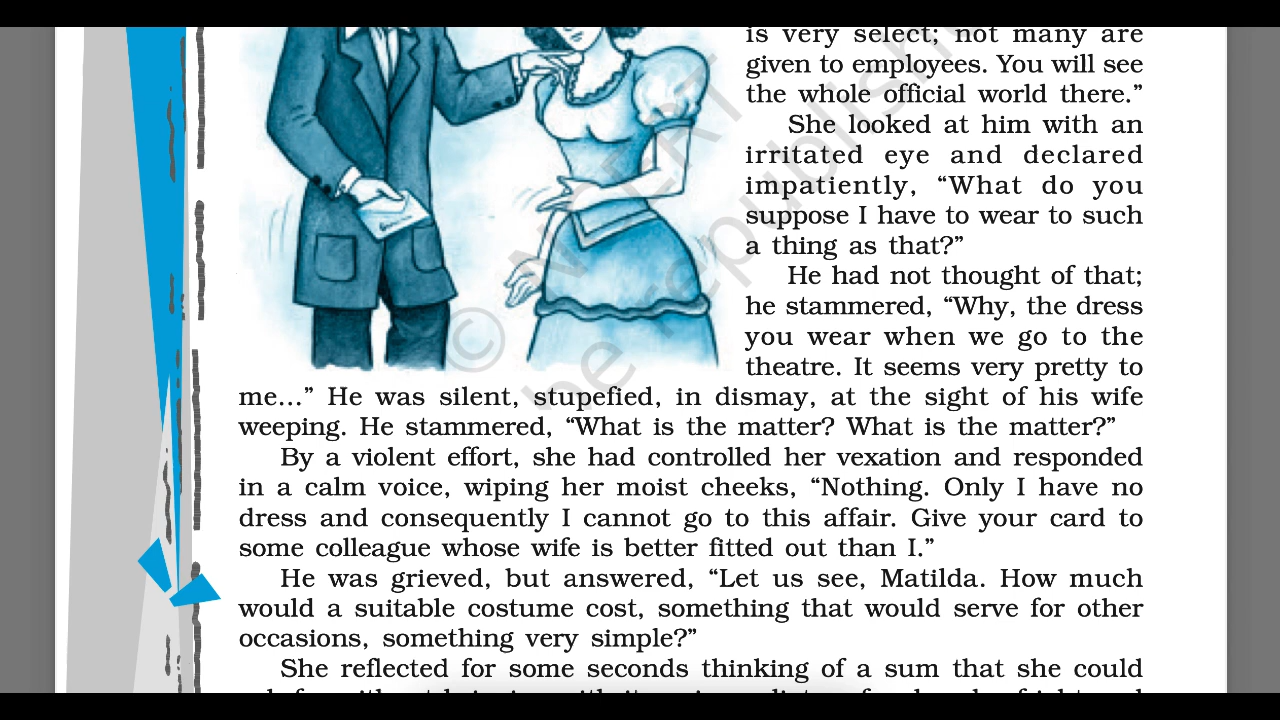 is very select; not many are
given to employees. You will see
the whole official world there.”
She looked at him with an
irritated eye and declared
impatiently, “What do you
suppose I have to wear to such
a thing as that?”
He had not thought of that;
he stammered, “Why, the dress
you wear when we go to the
theatre. It seems very pretty to
me...” He was silent, stupefied, in dismay, at the sight of his wife
weeping. He stammered, “What is the matter? What is the matter?”
By a violent effort, she had controlled her vexation and responded
in a calm voice, wiping her moist cheeks, “Nothing. Only I have no
dress and consequently I cannot go to this affair. Give your card to
some colleague whose wife is better fitted out than I.”
He was grieved, but answered, “Let us see, Matilda. How much
would a suitable costume cost, something that would serve for other
occasions, something very simple?”
She reflected for some seconds thinking of a sum that she could
© NCERT
be republish